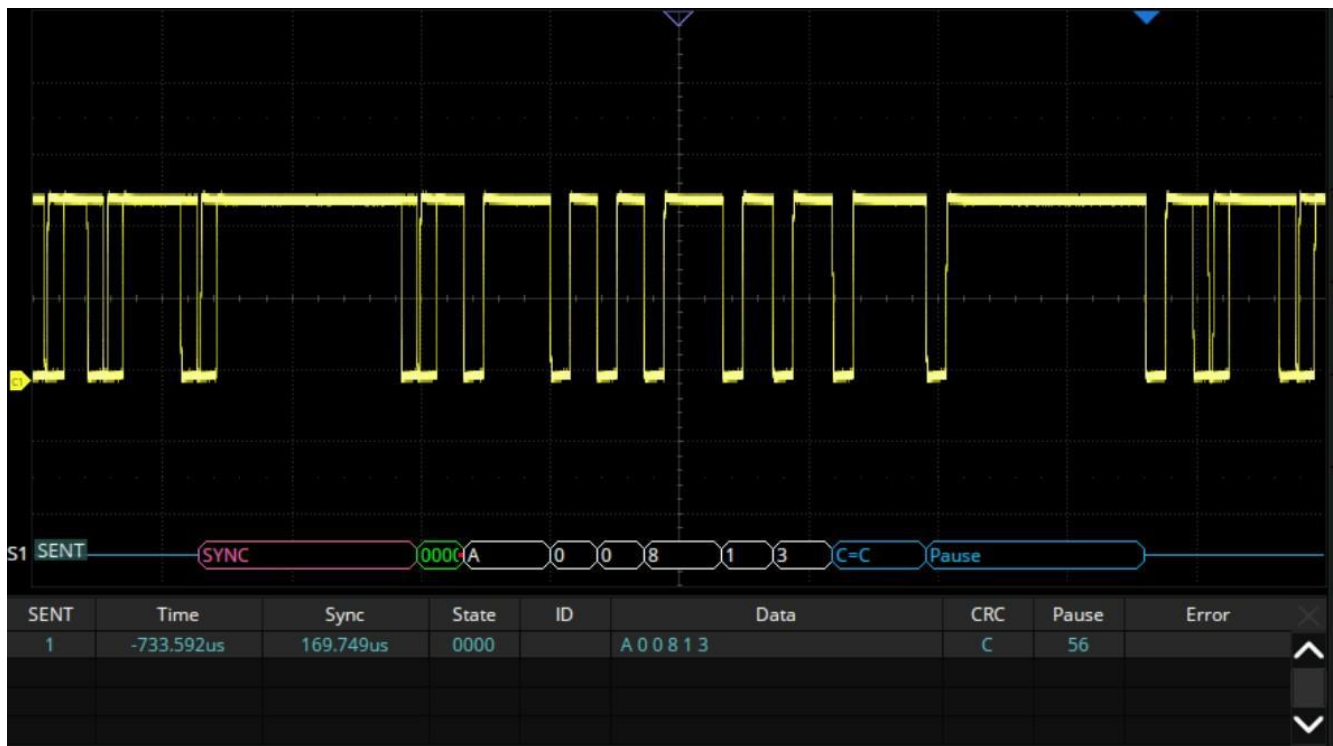 C1
S1 SENT SYNC 0000 A 0 0 8 1 3 C=C Pause
SENT Time Sync State ID Data CRC Pause Error
1 -733.592us 169.749us 0000 A 0 0 8 1 3 C 56